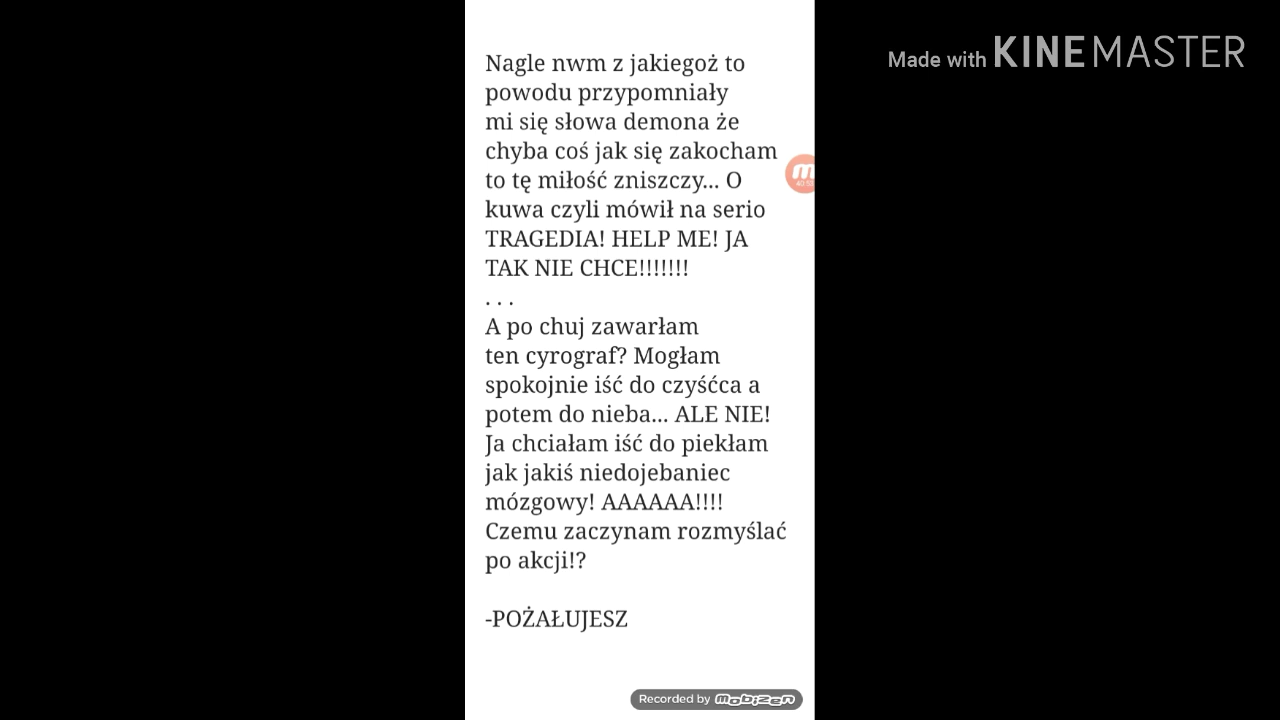 Made with KINEMASTER
Nagle nwm z jakiegoż to
powodu przypomniały
mi się słowa demona że
chyba coś jak się zakocham
to tę miłość zniszczy... O
kuwa czyli mówił na serio
TRAGEDIA! HELP ME! JA
TAK NIE CHCE!!!!!!!
. . .
A po chuj zawarłam
ten cyrograf? Mogłam
spokojnie iść do czyśćca a
potem do nieba... ALE NIE!
Ja chciałam iść do piekłam
jak jakiś niedojebaniec
mózgowy! AAAAAA!!!!
Czemu zaczynam rozmyślać
po akcji!?
-POŻAŁUJESZ
Recorded by mobizen